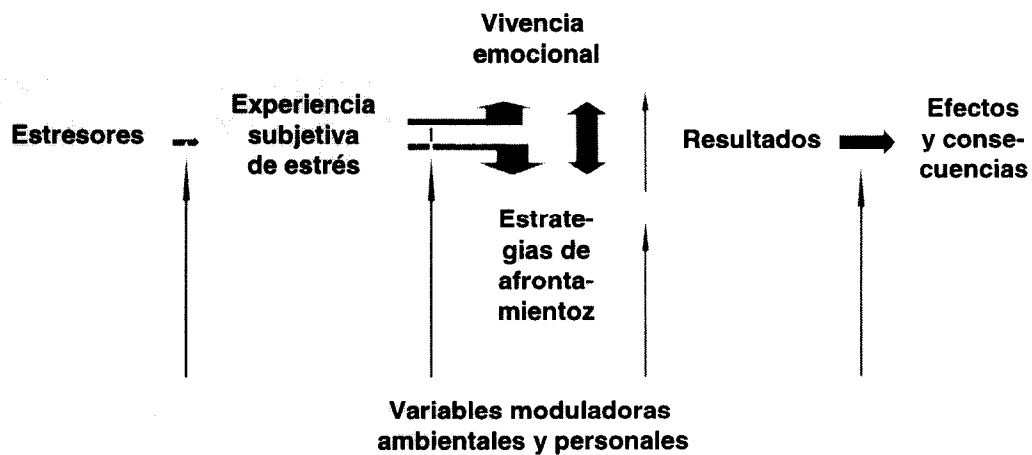 Vivencia
emocional
Estresores
Experiencia
subjetiva
de estrés
Resultados
Efectos
y conse-
cuencias
Estrate-
gias de
afronta-
mientoz
Variables moduladoras
ambientales y personales